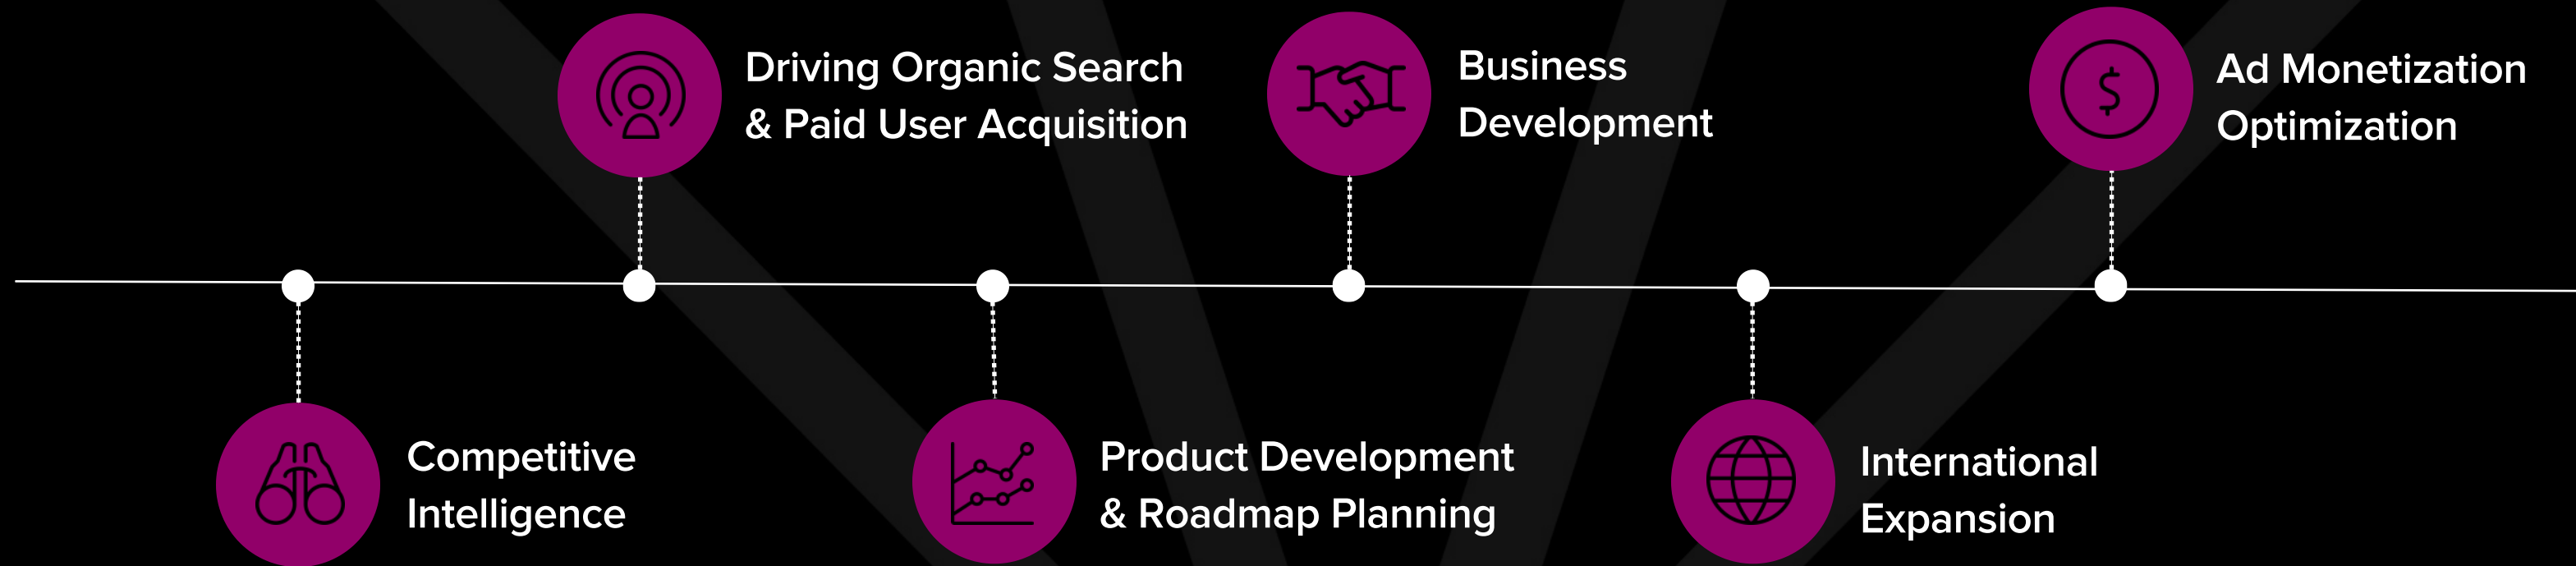 Driving Organic Search
& Paid User Acquisition
Business
Development
Ad Monetization
Optimization
Competitive
Intelligence
Product Development
& Roadmap Planning
International
Expansion